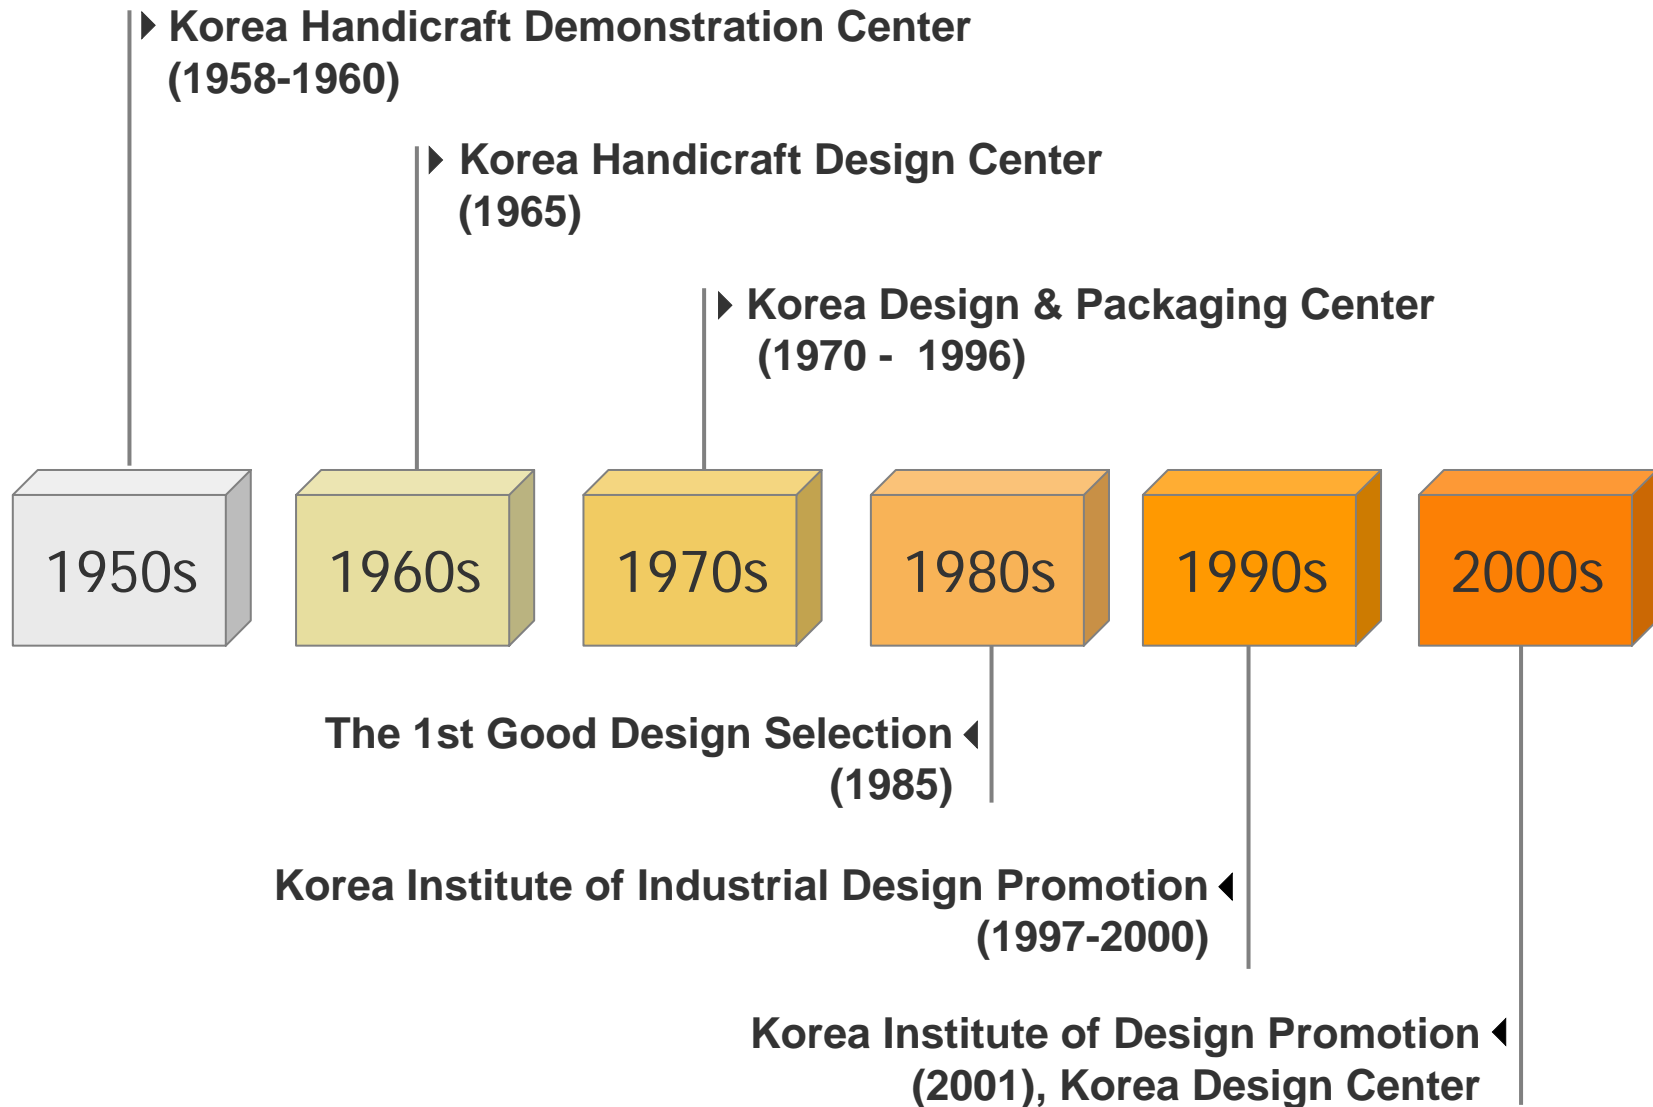 Korea Handicraft Demonstration Center
(1958-1960)
Korea Handicraft Design Center
(1965)
Korea Design & Packaging Center
(1970 -  1996)
1950s
1960s
1970s
1980s
1990s
2000s
The 1st Good Design Selection
(1985)
Korea Institute of Industrial Design Promotion
(1997-2000)
Korea Institute of Design Promotion
(2001), Korea Design Center